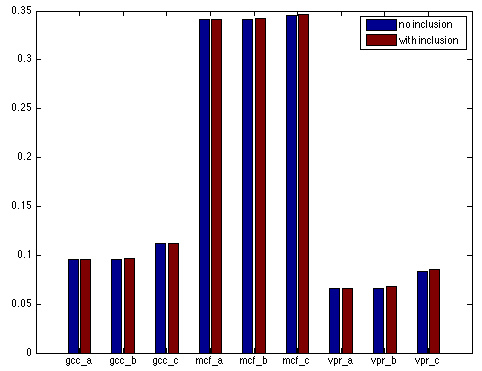 0.35
no inclusion
with inclusion
0.3
0.25
0.2
0.15
0.1
0.05
0
gcc_a gcc_b gcc_c mcf_a mcf_b mcf_c vpr_a vpr_b vpr_c